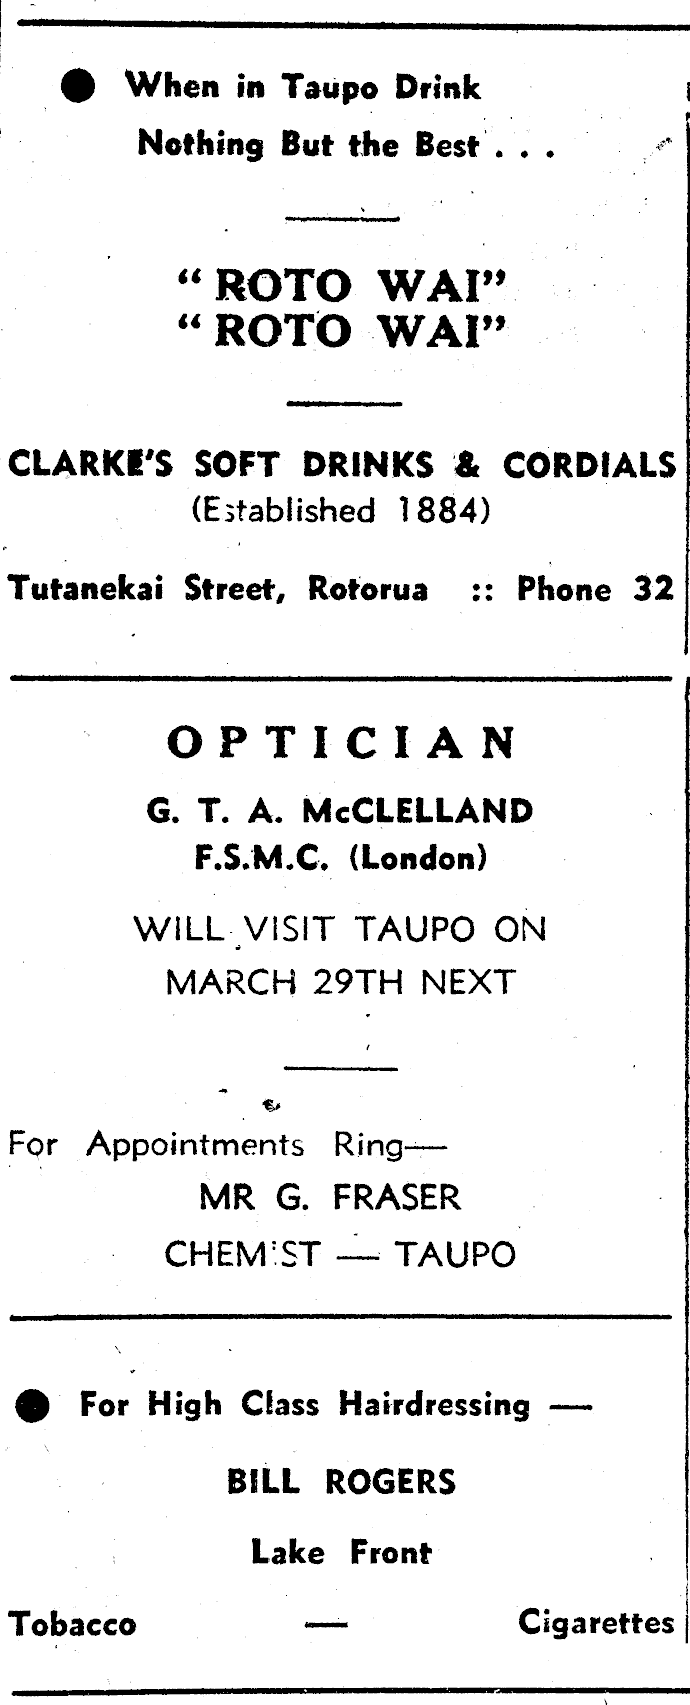 ● When in Taupo Drink
Nothing But the Best . . .
“ROTO WAI”
“ROTO WAI”
CLARKE'S SOFT DRINKS & CORDIALS
(Established 1884)
Tutanekai Street, Rotorua :: Phone 32
OPTICIAN
G. T. A. McCLELLAND
F.S.M.C. (London)
WILL VISIT TAUPO ON
MARCH 29TH NEXT
For Appointments Ring—
MR G. FRASER
CHEMIST — TAUPO
● For High Class Hairdressing —
BILL ROGERS
Lake Front
Tobacco — Cigarettes